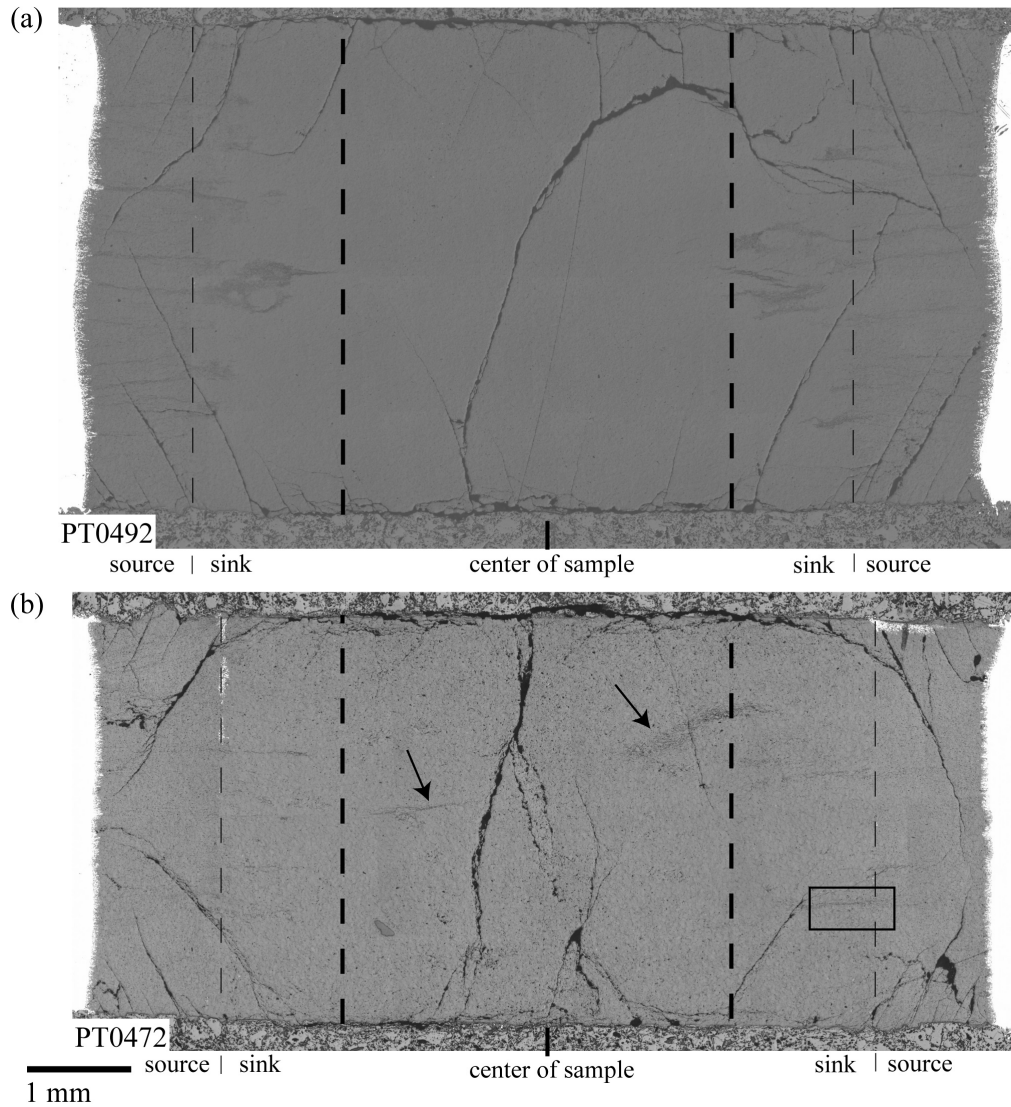 (a)
PT0492
source | sink center of sample sink | source
(b)
PT0472
source | sink center of sample sink | source
1 mm